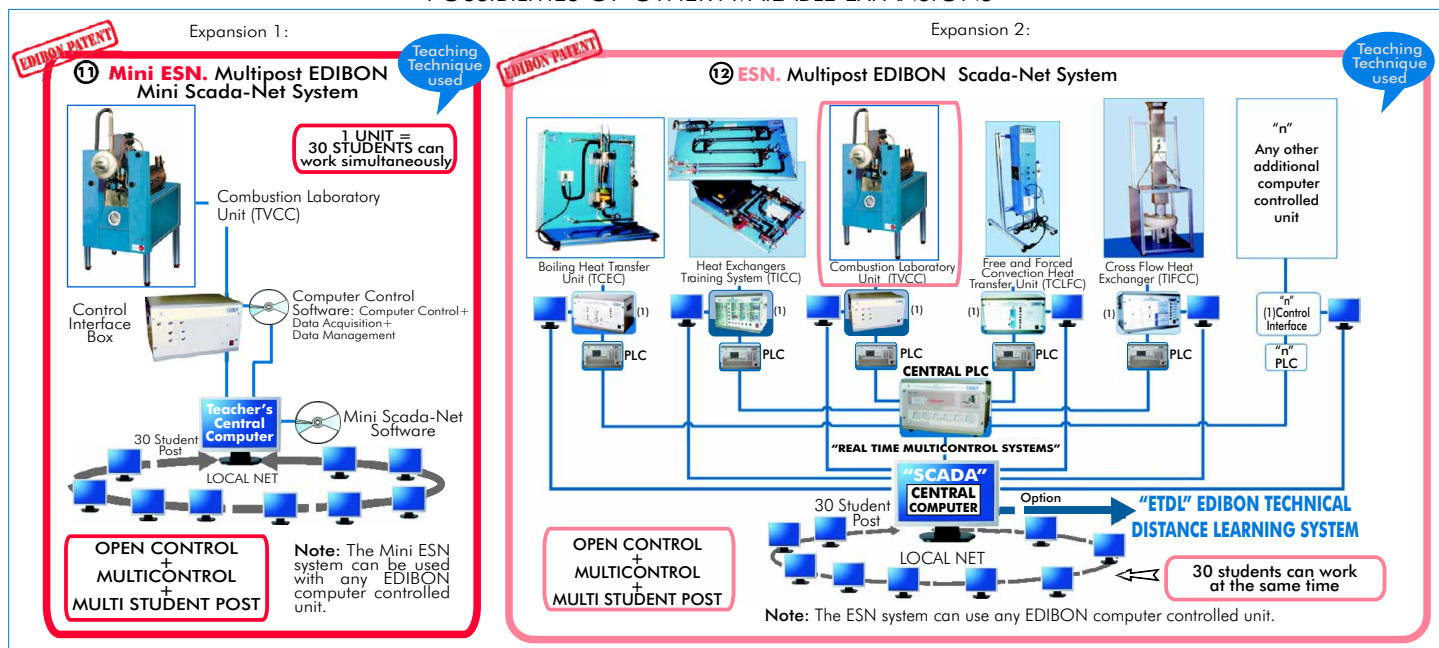 POSSIBILITIES OF OTHER AVAILABLE EXPANSIONS
Expansion 1:
EDIBON PATENT
Teaching
Technique
used
11 Mini ESN. Multipost EDIBON
Mini Scada-Net System
1 UNIT =
30 STUDENTS can
work simultaneously
Combustion Laboratory
Unit (TVCC)
Control
Interface
Box
Computer Control
Software: Computer Control+
Data Acquisition+
Data Management
Teacher's
Central
Computer
Mini Scada-Net
Software
30 Student
Post
LOCAL NET
OPEN CONTROL
+
MULTICONTROL
+
MULTI STUDENT POST
Note: The Mini ESN
system can be used
with any EDIBON
computer controlled
unit.
Expansion 2:
EDIBON PATENT
Teaching
Technique
used
12 ESN. Multipost EDIBON Scada-Net System
Boiling Heat Transfer
Unit (TCEC)
Heat Exchangers
Training System (TICC)
Combustion Laboratory
Unit (TVCC)
Free and Forced
Convection Heat
Transfer Unit (TCLFC)
Cross Flow Heat
Exchanger (TIFCC)
"n"
Any other
additional
computer
controlled
unit
(1)
(1)
(1)
(1)
(1)
"n"
(1)Control
Interface
PLC
PLC
PLC
PLC
PLC
"n"
PLC
CENTRAL PLC
"REAL TIME MULTICONTROL SYSTEMS"
"SCADA"
CENTRAL
COMPUTER
Option
"ETDL" EDIBON TECHNICAL
DISTANCE LEARNING SYSTEM
30 Student
Post
LOCAL NET
30 students can work
at the same time
OPEN CONTROL
+
MULTICONTROL
+
MULTI STUDENT POST
Note: The ESN system can use any EDIBON computer controlled unit.